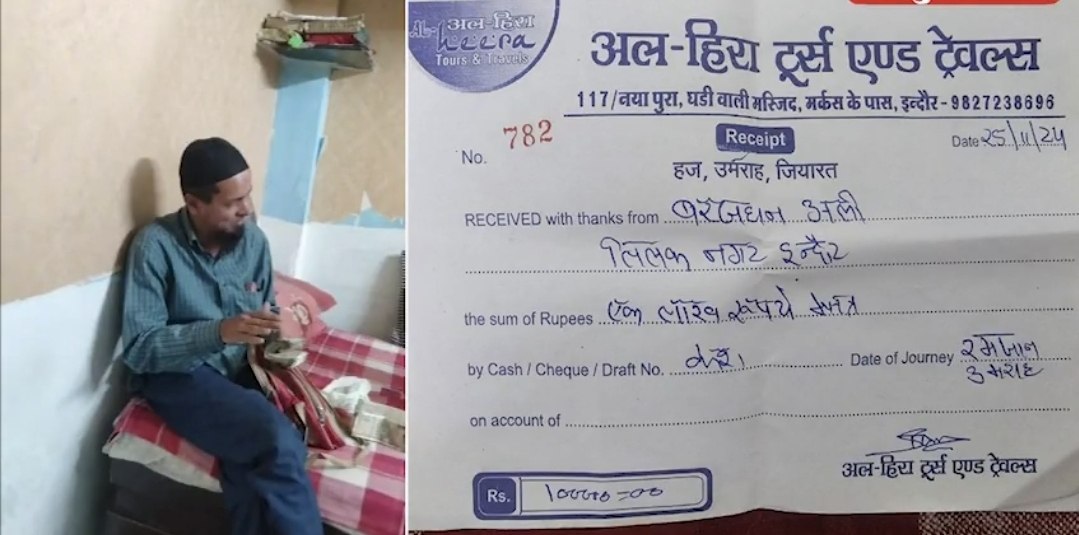 AL-
अल-हिरा
heera
Tours & Travels
अल-हिरा टूर्स एण्ड ट्रेवल्स
117/नया पुरा, घडी वाली मस्जिद, मर्कस के पास, इन्दौर - 9827238696
No. 782
Receipt
Date 25/11/24
हज, उमराह, जियारत
RECEIVED with thanks from अली
तिलक नगर इन्दौर
the sum of Rupees एक लाख रूपये मात्र
by Cash / Cheque / Draft No. केश Date of Journey रमजान
उमराह
on account of
अल-हिरा टूर्स एण्ड ट्रेवल्स
Rs. 100000=00